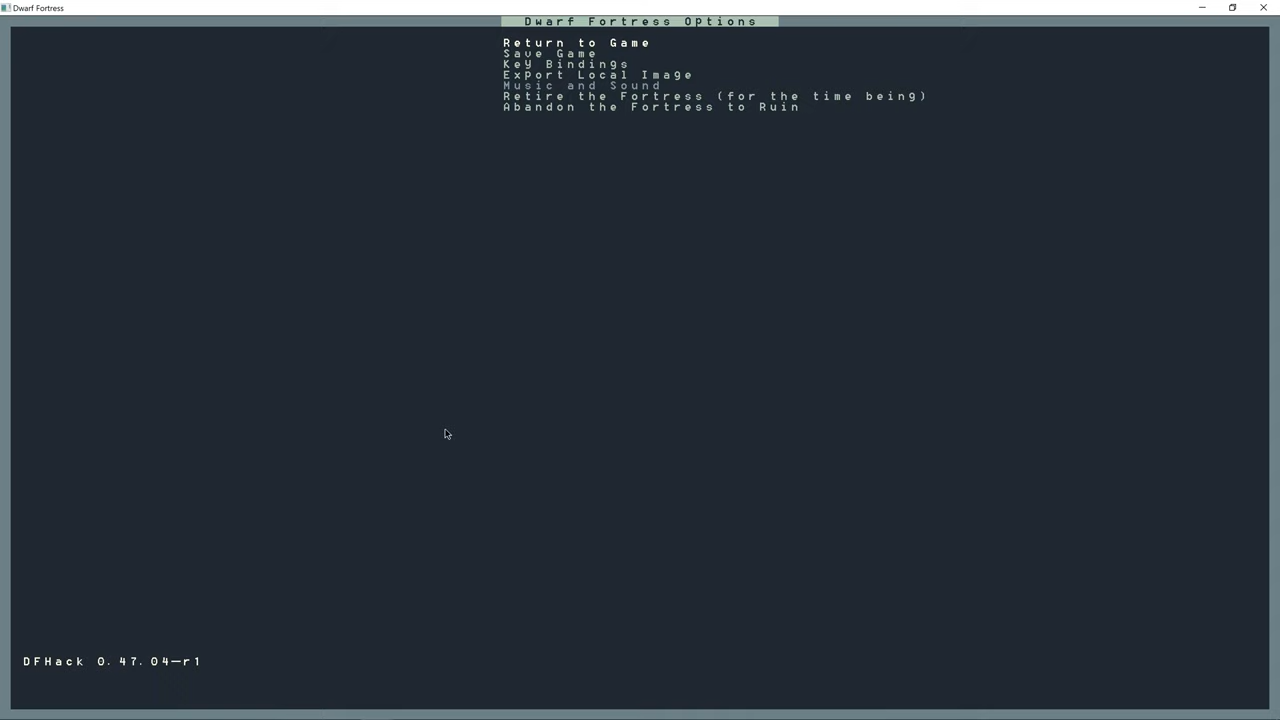 Dwarf Fortress
Dwarf Fortress Options
Return to Game
Save Game
Key Bindings
Export Local Image
Music and Sound
Retire the Fortress (for the time being)
Abandon the Fortress to Ruin
DFHack 0.47.04—r1